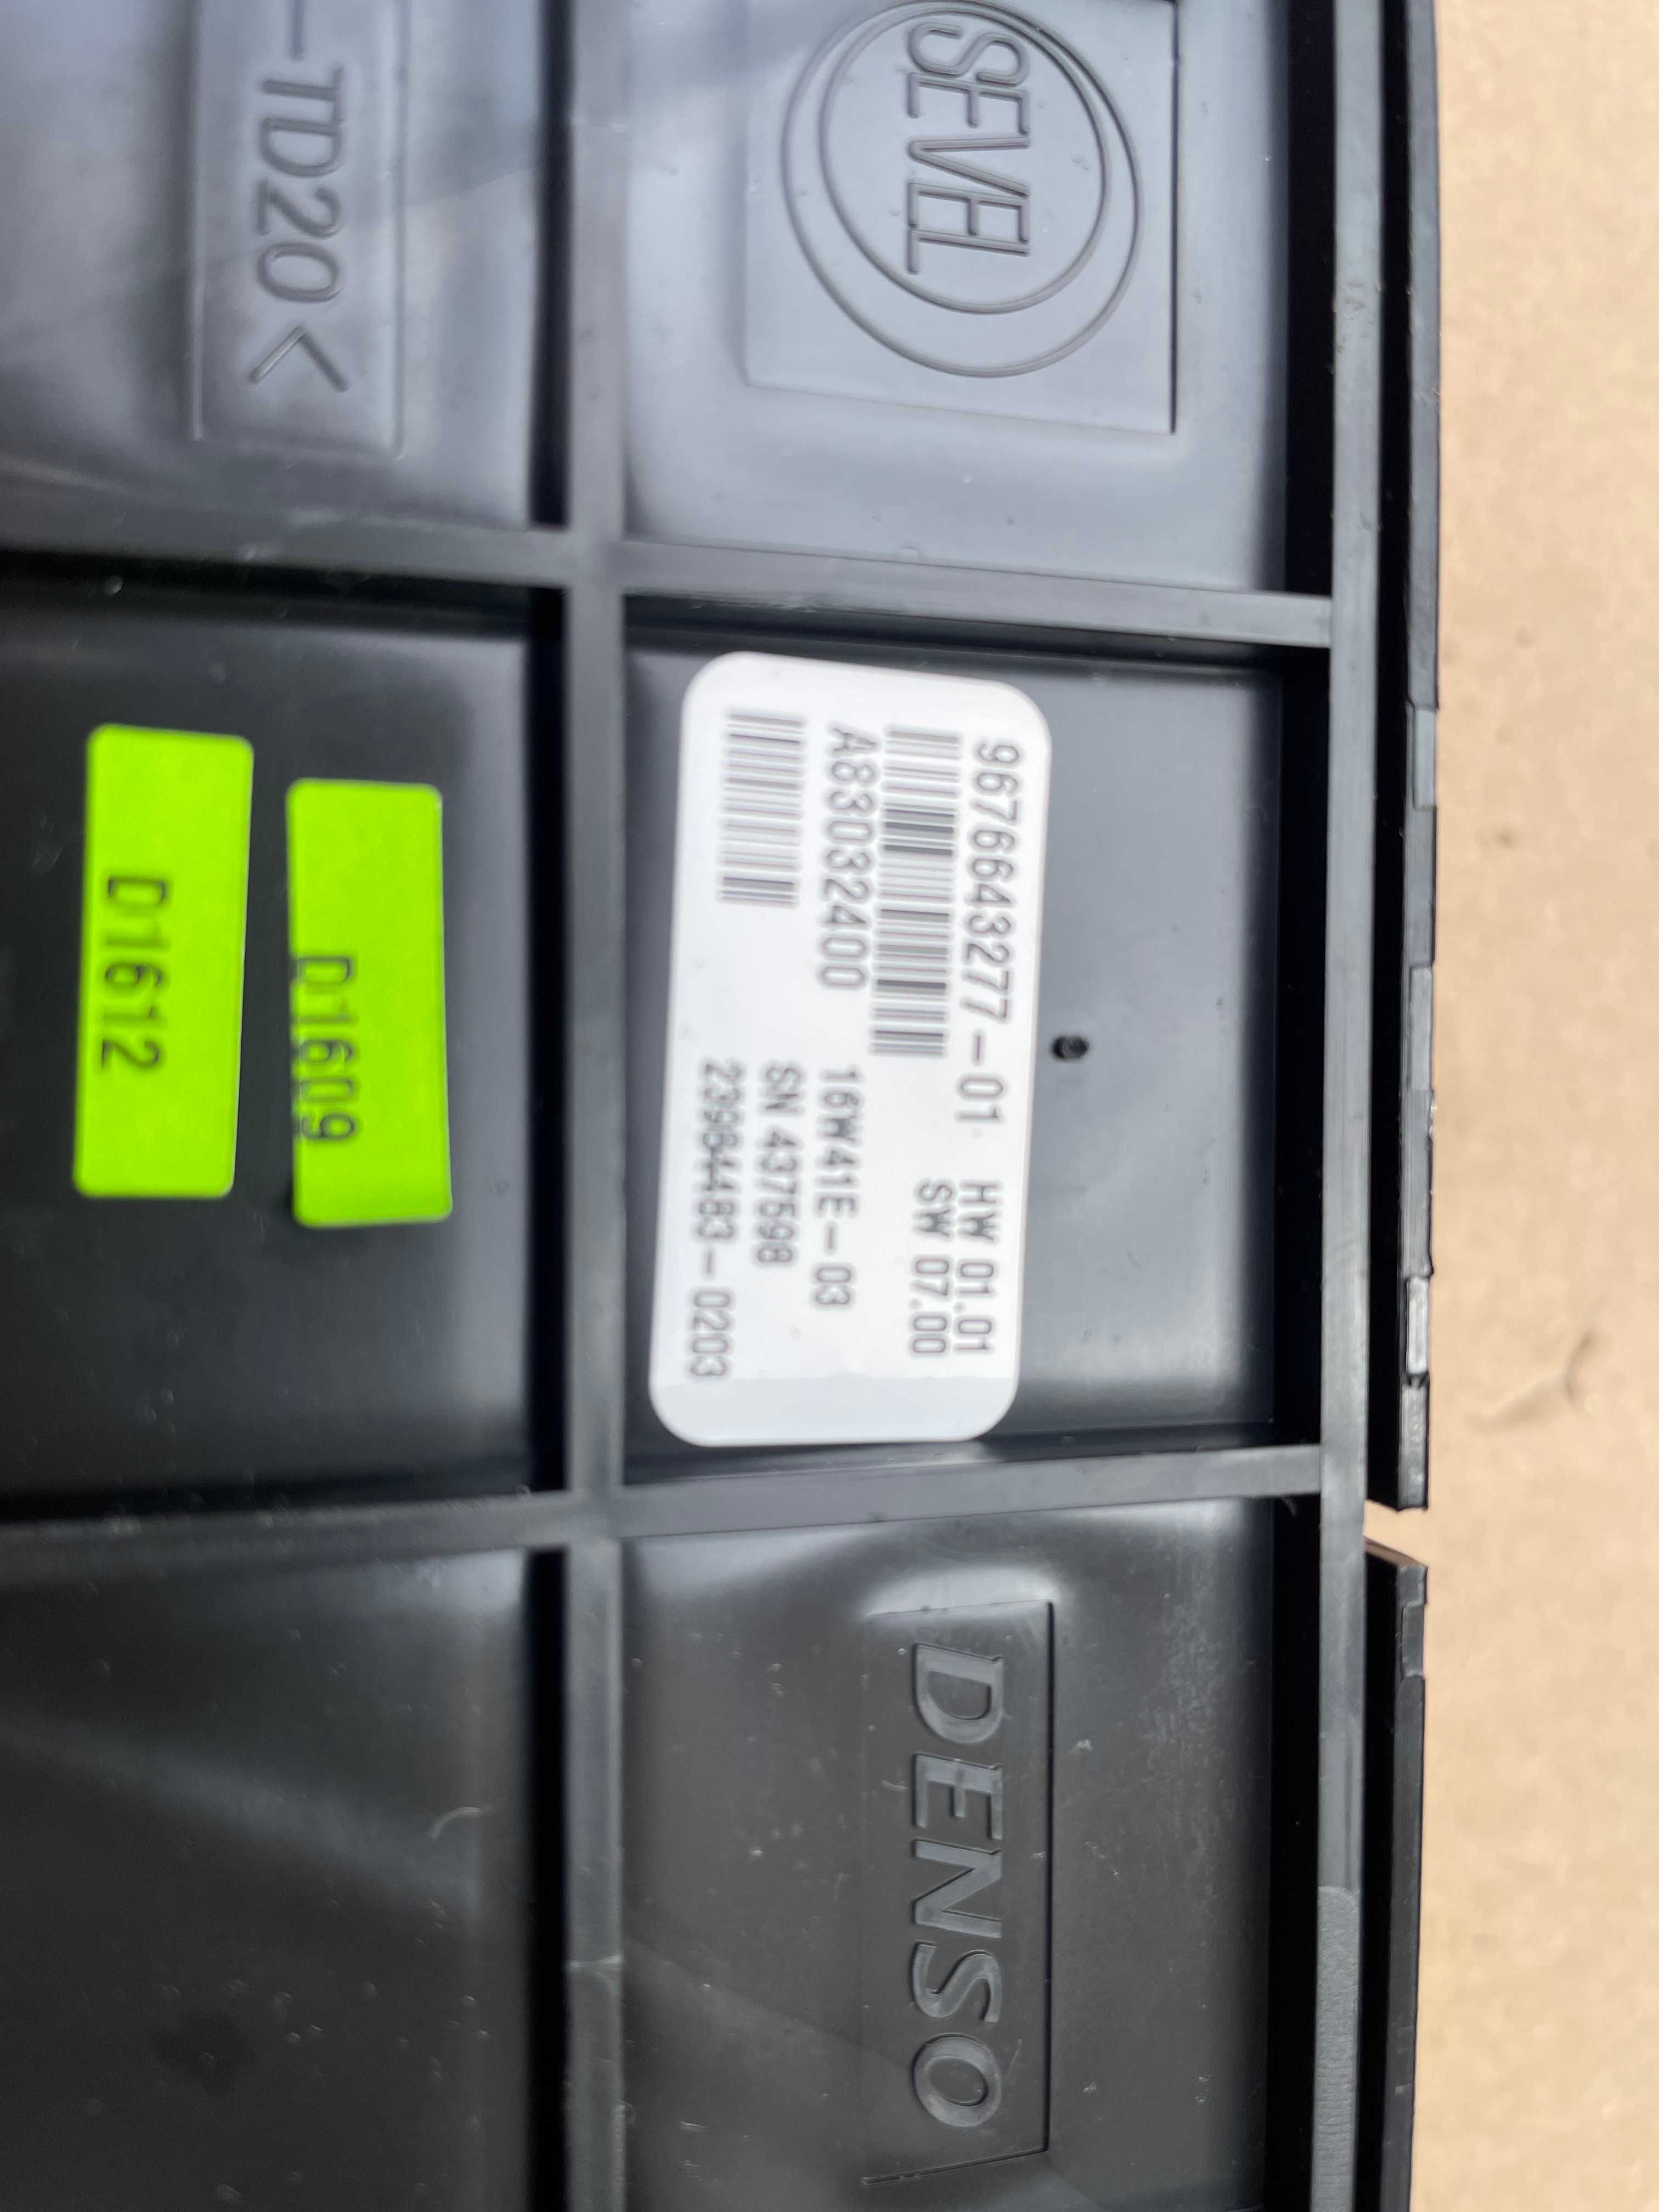 SEVEL
-TD20<
9676643277-01 HW 01.01
SW 07.00
A83032400
16W41E-03
SN 437598
23964483-0203
D1609
D1612
DENSO